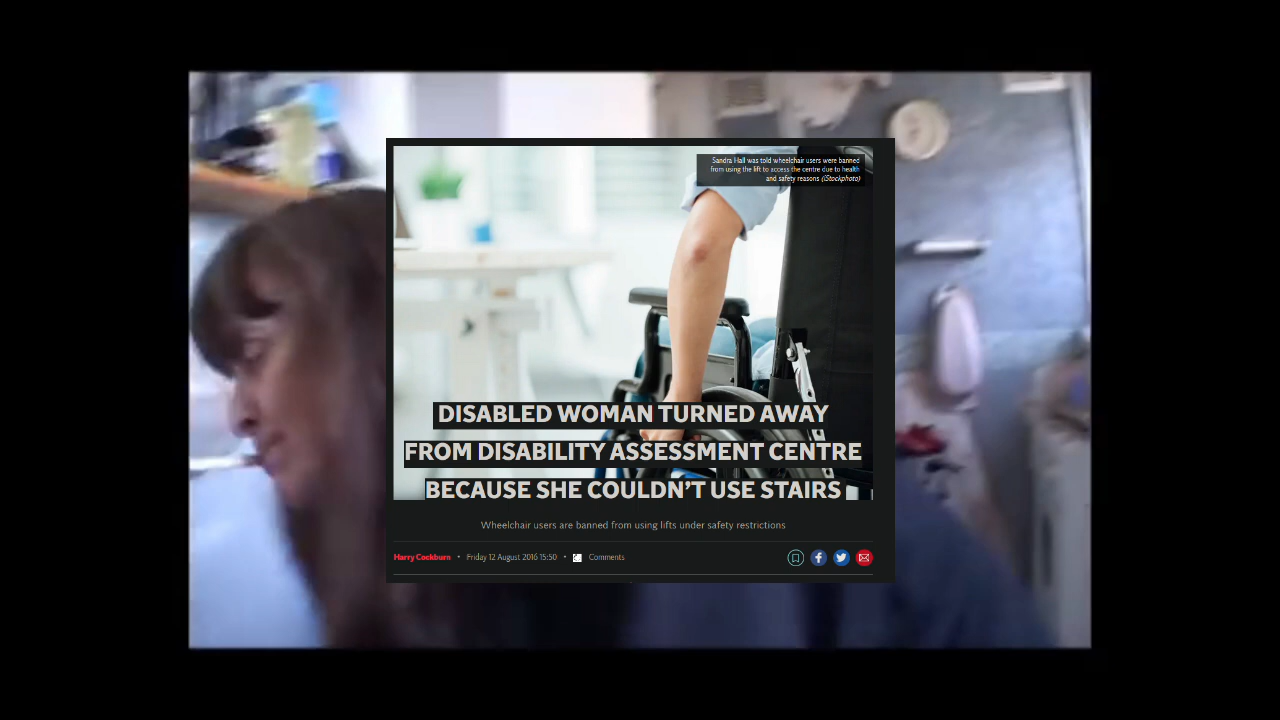 Sandra Hall was told wheelchair users were banned
from using the lift to access the centre due to health
and safety reasons (iStockphoto)
DISABLED WOMAN TURNED AWAY
FROM DISABILITY ASSESSMENT CENTRE
BECAUSE SHE COULDN'T USE STAIRS
Wheelchair users are banned from using lifts under safety restrictions
Harry Cockburn • Friday 12 August 2016 15:50 • Comments